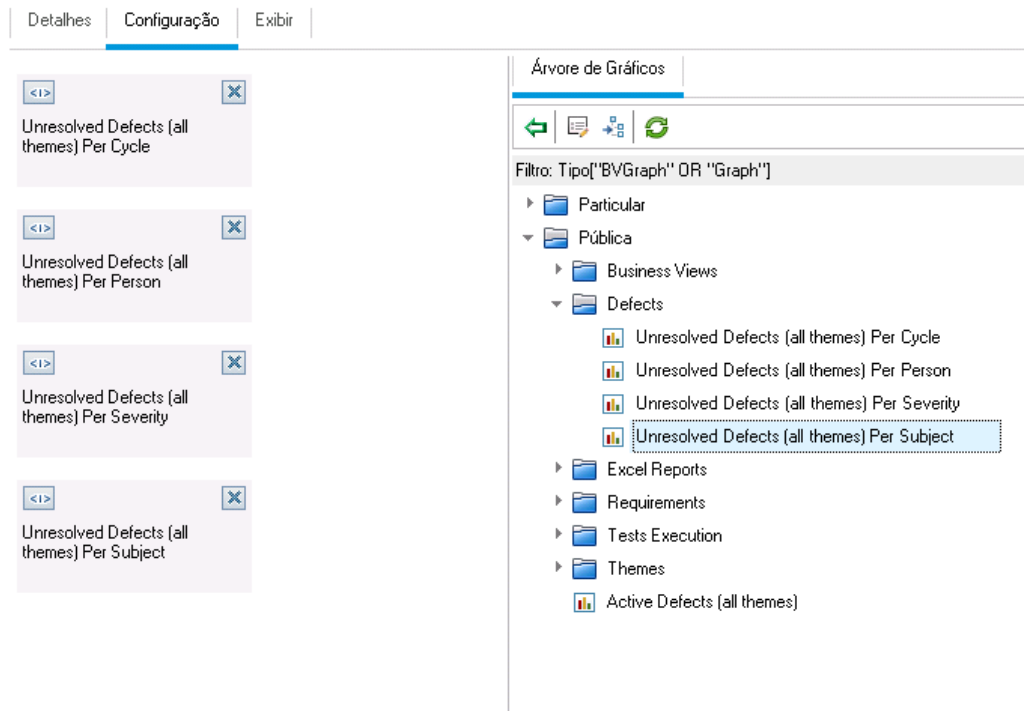 Detalhes Configuração Exibir
Unresolved Defects (all
themes) Per Cycle
Unresolved Defects (all
themes) Per Person
Unresolved Defects (all
themes) Per Severity
Unresolved Defects (all
themes) Per Subject
Árvore de Gráficos
Filtro: Tipo["BVGraph" OR "Graph"]
Particular
Pública
Business Views
Defects
Unresolved Defects (all themes) Per Cycle
Unresolved Defects (all themes) Per Person
Unresolved Defects (all themes) Per Severity
Unresolved Defects (all themes) Per Subject
Excel Reports
Requirements
Tests Execution
Themes
Active Defects (all themes)